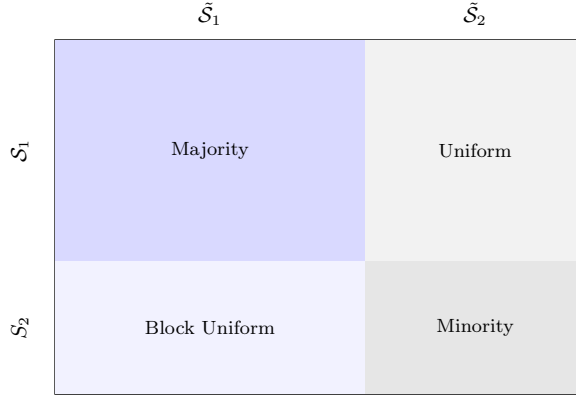 𝒮̃₁ 𝒮̃₂
𝒮₁ Majority Uniform
S₂ Block Uniform Minority